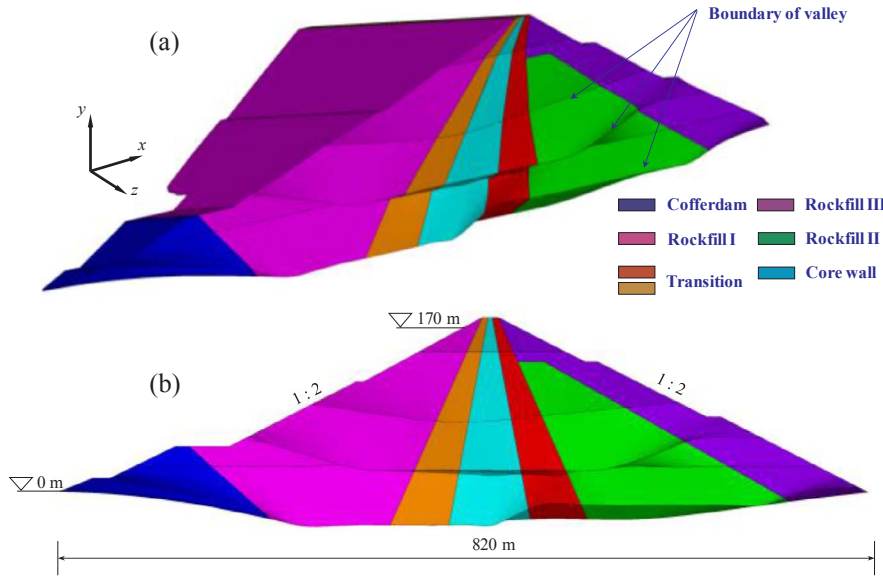 Boundary of valley
(a)
y
x
z
Cofferdam
Rockfill III
Rockfill I
Rockfill II
Transition
Core wall
170 m
(b)
1 : 2
1 : 2
0 m
820 m